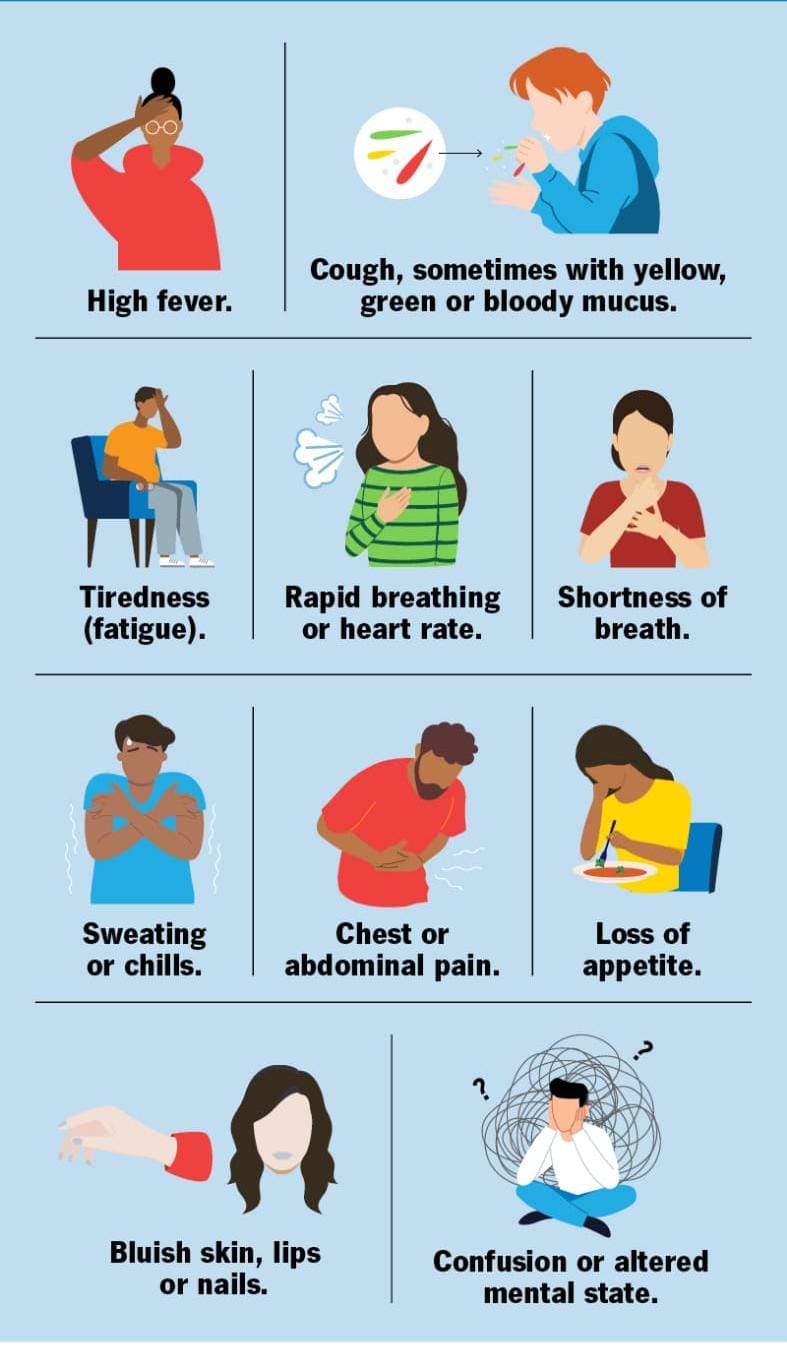 High fever.
Cough, sometimes with yellow,
green or bloody mucus.
Tiredness
(fatigue).
Rapid breathing
or heart rate.
Shortness of
breath.
Sweating
or chills.
Chest or
abdominal pain.
Loss of
appetite.
?
?
Bluish skin, lips
or nails.
Confusion or altered
mental state.